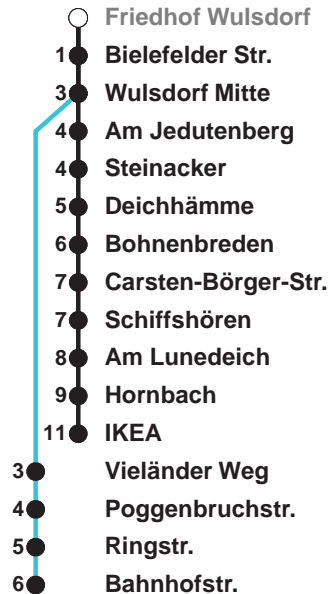 Friedhof Wulsdorf
1 Bielefelder Str.
3 Wulsdorf Mitte
4 Am Jedutenberg
4 Steinacker
5 Deichhämme
6 Bohnenbreden
7 Carsten-Börger-Str.
7 Schiffshören
8 Am Lunedeich
9 Hornbach
11 IKEA
3 Vieländer Weg
4 Poggenbruchstr.
5 Ringstr.
6 Bahnhofstr.